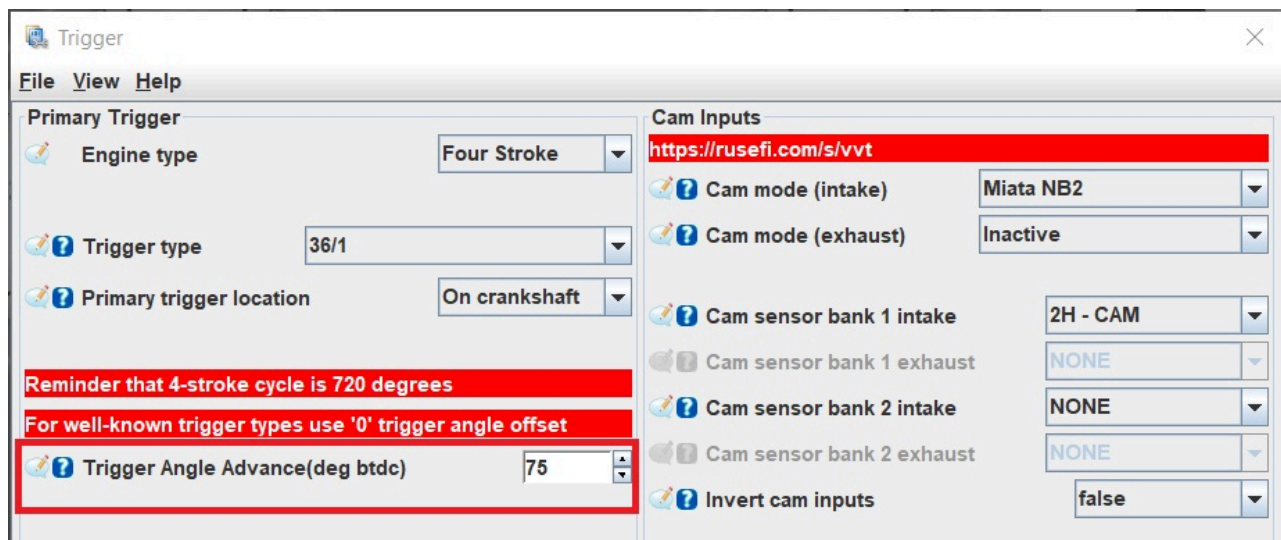 Trigger
File View Help
Primary Trigger
Engine type Four Stroke
Trigger type 36/1
Primary trigger location On crankshaft
Reminder that 4-stroke cycle is 720 degrees
For well-known trigger types use '0' trigger angle offset
Trigger Angle Advance(deg btdc) 75
Cam Inputs
https://rusefi.com/s/vvt
Cam mode (intake) Miata NB2
Cam mode (exhaust) Inactive
Cam sensor bank 1 intake 2H - CAM
Cam sensor bank 1 exhaust NONE
Cam sensor bank 2 intake NONE
Cam sensor bank 2 exhaust NONE
Invert cam inputs false